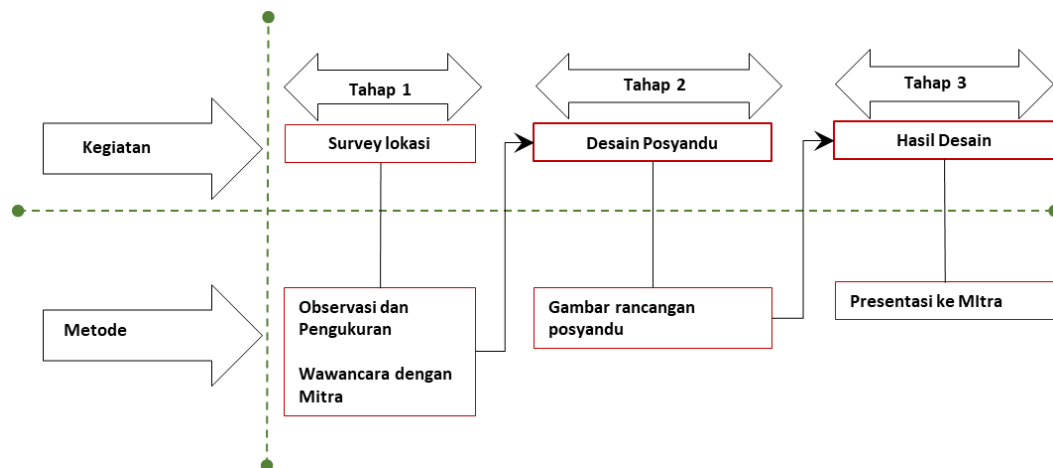 Tahap 1
Tahap 2
Tahap 3
Kegiatan
Survey lokasi
Desain Posyandu
Hasil Desain
Metode
Observasi dan
Pengukuran
Wawancara dengan
Mitra
Gambar rancangan
posyandu
Presentasi ke MItra